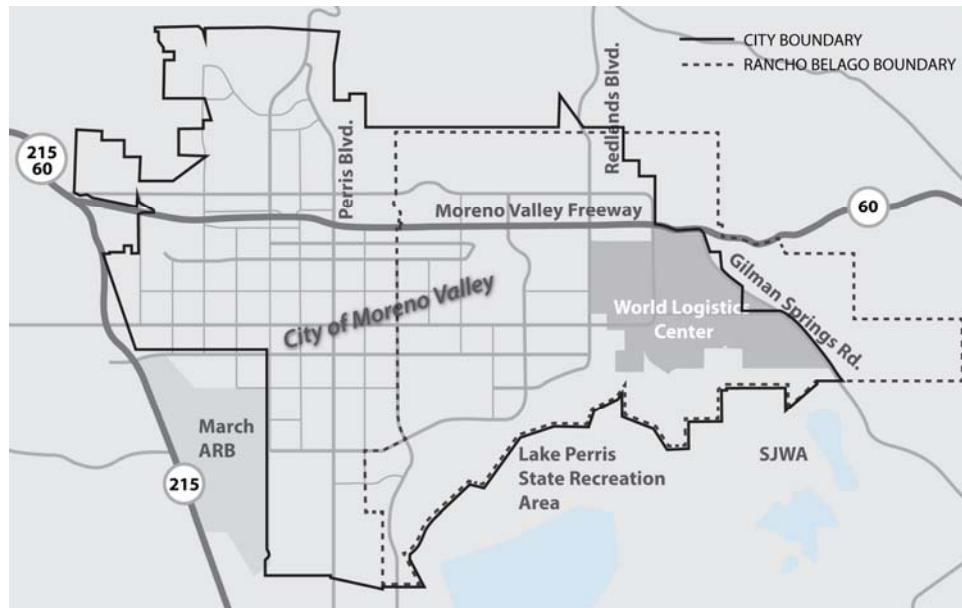 CITY BOUNDARY
RANCHO BELAGO BOUNDARY
Redlands Blvd.
Perris Blvd.
215
60
Moreno Valley Freeway
60
Gilman Springs Rd.
City of Moreno Valley
World Logistics
Center
March
ARB
215
Lake Perris
State Recreation
Area
SJWA